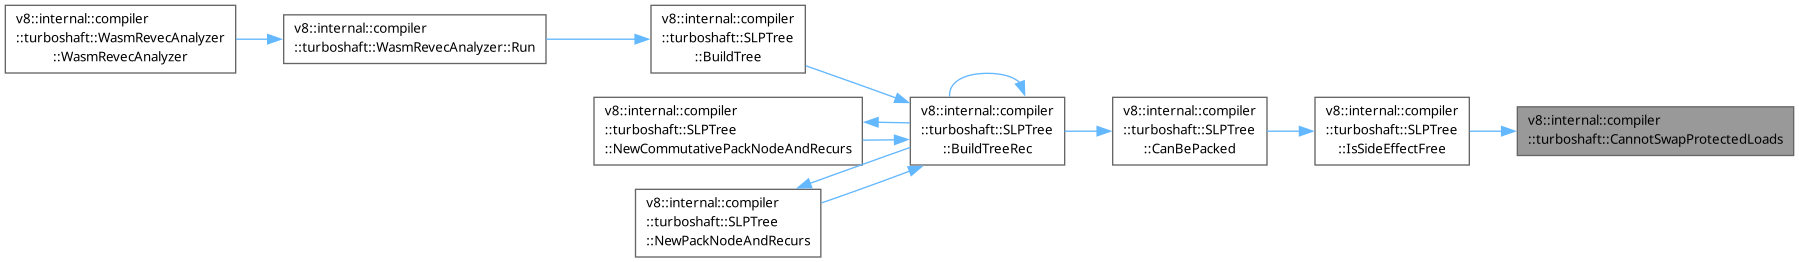 v8::internal::compiler
::turboshaft::WasmRevecAnalyzer
::WasmRevecAnalyzer
v8::internal::compiler
::turboshaft::WasmRevecAnalyzer::Run
v8::internal::compiler
::turboshaft::SLPTree
::BuildTree
v8::internal::compiler
::turboshaft::SLPTree
::NewCommutativePackNodeAndRecurs
v8::internal::compiler
::turboshaft::SLPTree
::NewPackNodeAndRecurs
v8::internal::compiler
::turboshaft::SLPTree
::BuildTreeRec
v8::internal::compiler
::turboshaft::SLPTree
::CanBePacked
v8::internal::compiler
::turboshaft::SLPTree
::IsSideEffectFree
v8::internal::compiler
::turboshaft::CannotSwapProtectedLoads